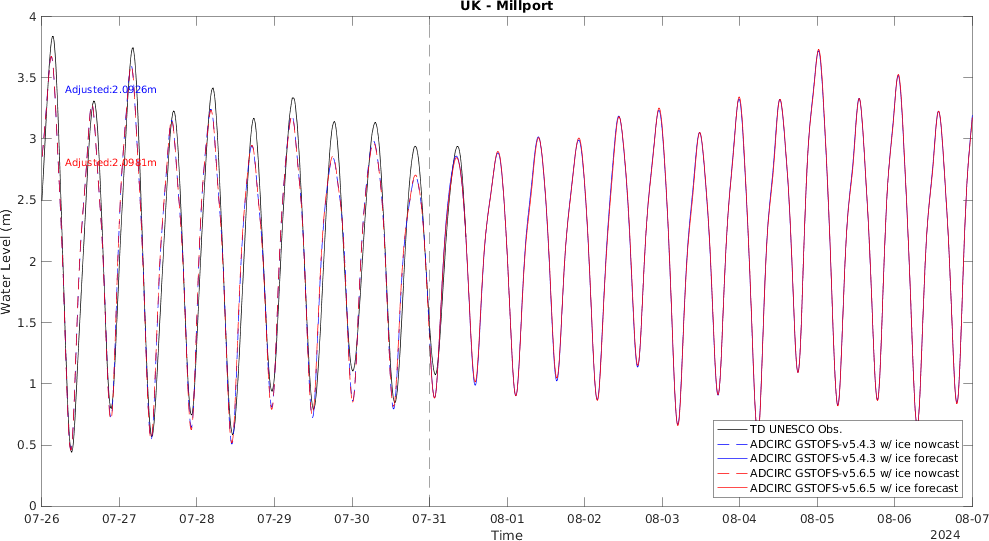 UK - Millport
4
3.5
3
2.5
2
1.5
1
0.5
0
Water Level (m)
Adjusted:2.0926m
Adjusted:2.0981m
TD UNESCO Obs.
ADCIRC GSTOFS-v5.4.3 w/ ice nowcast
ADCIRC GSTOFS-v5.4.3 w/ ice forecast
ADCIRC GSTOFS-v5.6.5 w/ ice nowcast
ADCIRC GSTOFS-v5.6.5 w/ ice forecast
07-26 07-27 07-28 07-29 07-30 07-31 08-01 08-02 08-03 08-04 08-05 08-06 08-07
Time
2024